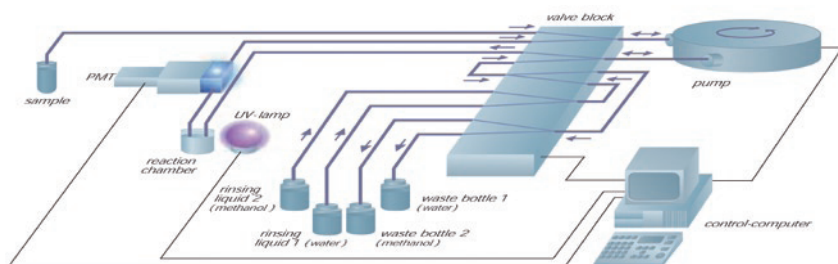 valve block
PMT
sample
pump
UV-lamp
reaction
chamber
rinsing
liquid 2
(methanol)
waste bottle 1
(water)
rinsing
liquid 1 (water)
waste bottle 2
(methanol)
control-computer